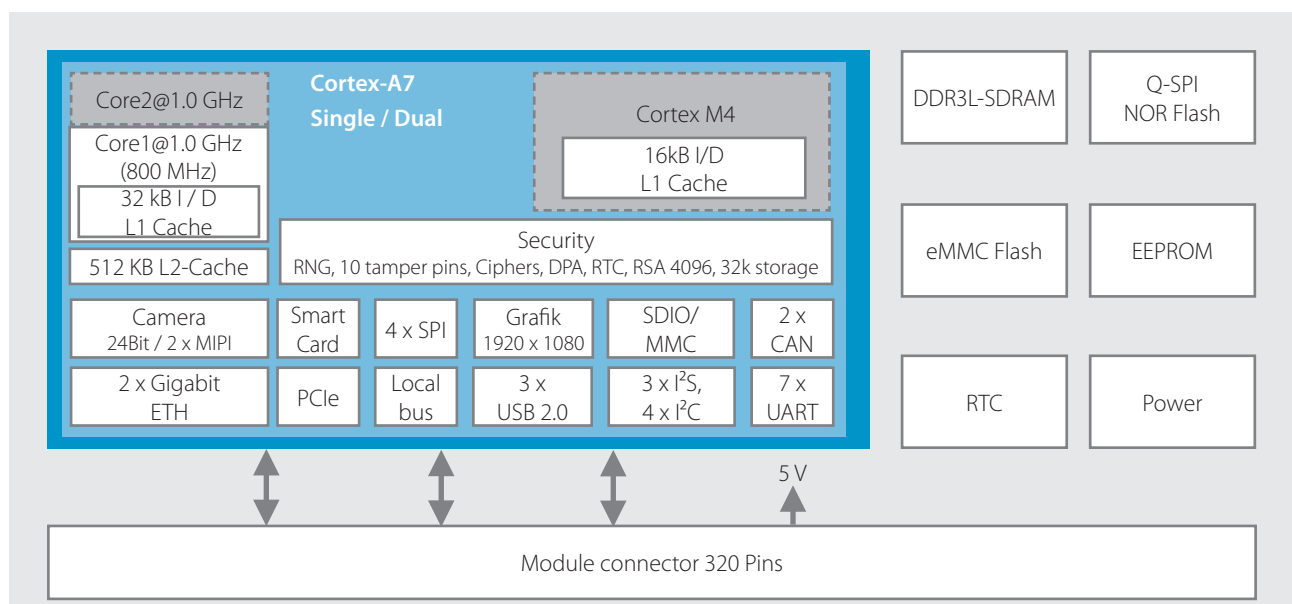 Cortex-A7
Single / Dual
Core2@1.0 GHz
Core1@1.0 GHz
(800 MHz)
32 kB I / D
L1 Cache
512 KB L2-Cache
Cortex M4
16kB I/D
L1 Cache
Security
RNG, 10 tamper pins, Ciphers, DPA, RTC, RSA 4096, 32k storage
Camera
24Bit / 2 x MIPI
Smart
Card
4 x SPI
Grafik
1920 x 1080
SDIO/
MMC
2 x
CAN
2 x Gigabit
ETH
PCIe
Local
bus
3 x
USB 2.0
3 x I²S,
4 x I²C
7 x
UART
DDR3L-SDRAM
Q-SPI
NOR Flash
eMMC Flash
EEPROM
RTC
Power
5 V
Module connector 320 Pins